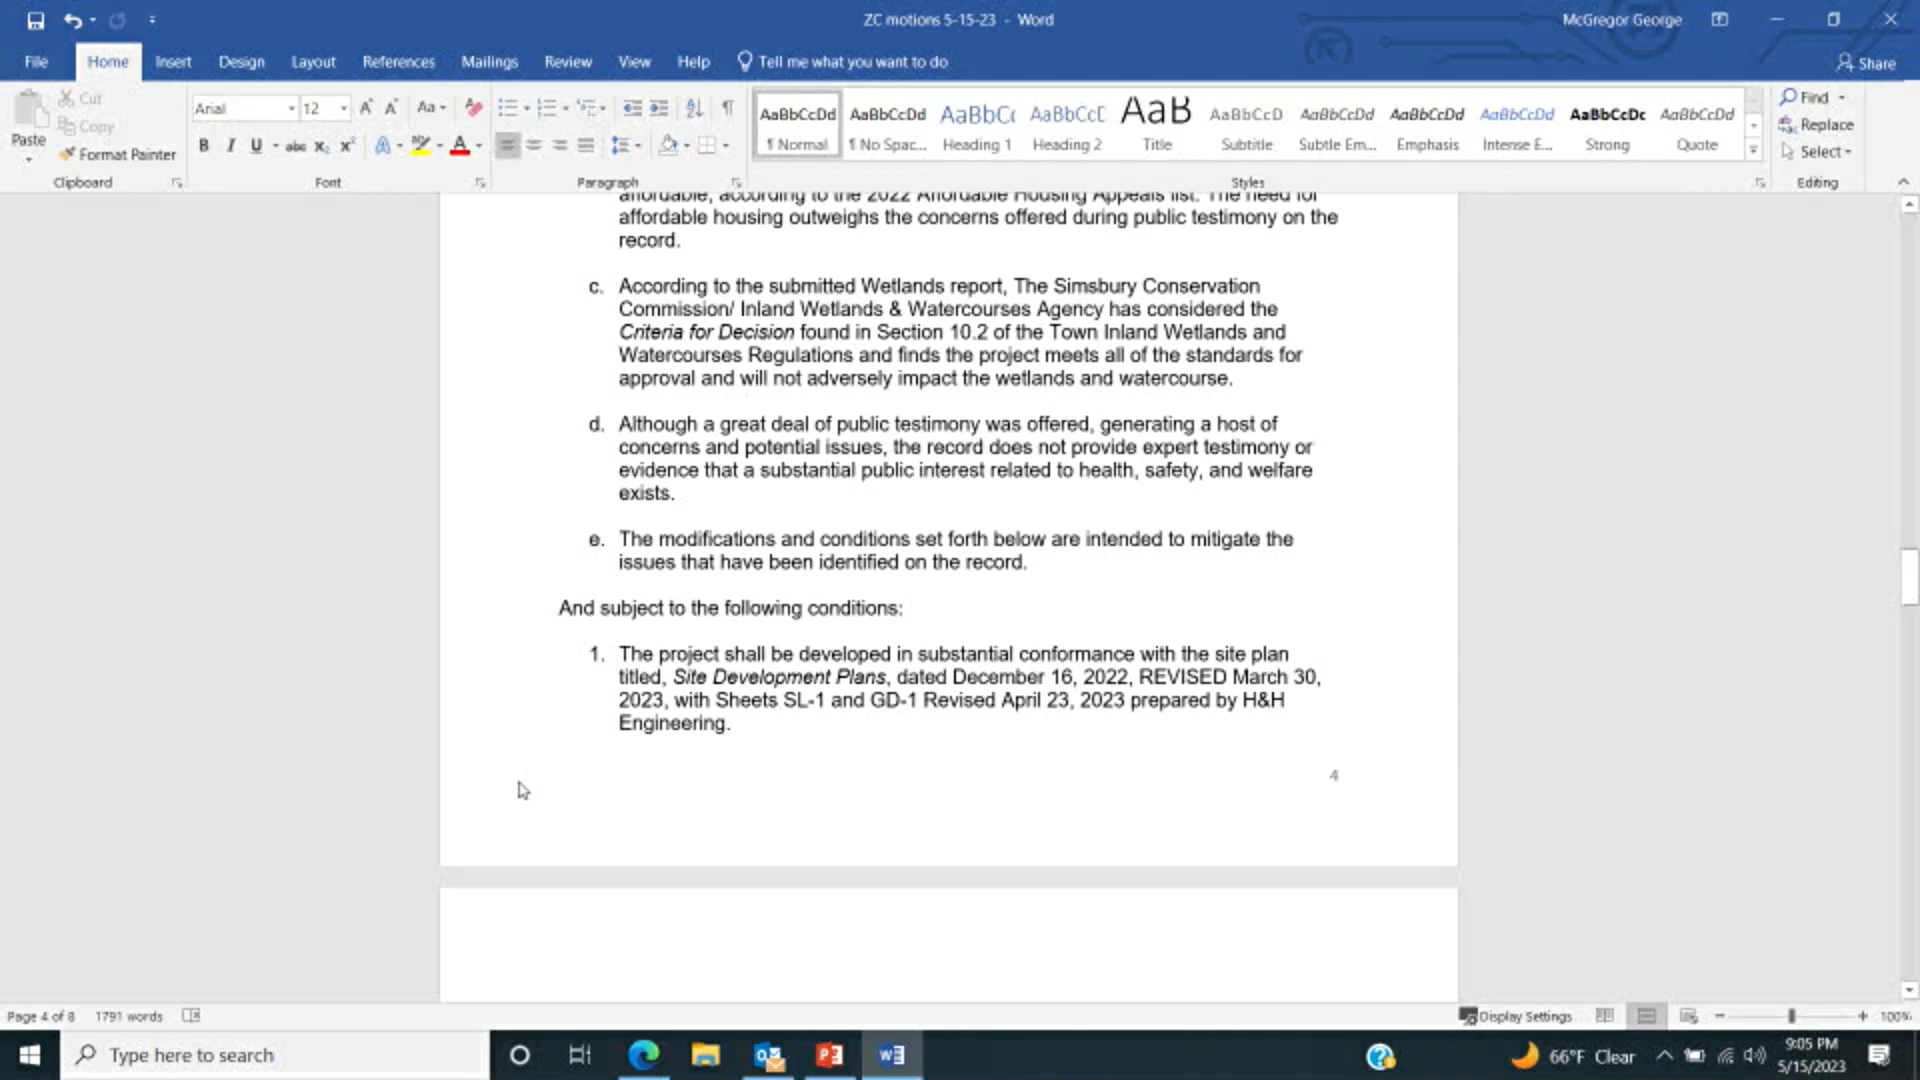 ZC motions 5-15-23 - Word
McGregor George
File Home Insert Design Layout References Mailings Review View Help Tell me what you want to do
Share
Cut
Copy
Paste
Format Painter
Clipboard
Arial 12
Font
Paragraph
AaBbCcDd AaBbCcDd AaBbC AaBbCc AaB AaBbCcD AaBbCcDd AaBbCcDd AaBbCcDd AaBbCcDc AaBbCcDd
¶ Normal ¶ No Spac... Heading 1 Heading 2 Title Subtitle Subtle Em... Emphasis Intense E... Strong Quote
Styles
Find
Replace
Select
Editing
affordable, according to the 2022 Affordable Housing Appeals list. The need for
affordable housing outweighs the concerns offered during public testimony on the
record.
c. According to the submitted Wetlands report, The Simsbury Conservation
Commission/ Inland Wetlands & Watercourses Agency has considered the
Criteria for Decision found in Section 10.2 of the Town Inland Wetlands and
Watercourses Regulations and finds the project meets all of the standards for
approval and will not adversely impact the wetlands and watercourse.
d. Although a great deal of public testimony was offered, generating a host of
concerns and potential issues, the record does not provide expert testimony or
evidence that a substantial public interest related to health, safety, and welfare
exists.
e. The modifications and conditions set forth below are intended to mitigate the
issues that have been identified on the record.
And subject to the following conditions:
1. The project shall be developed in substantial conformance with the site plan
titled, Site Development Plans, dated December 16, 2022, REVISED March 30,
2023, with Sheets SL-1 and GD-1 Revised April 23, 2023 prepared by H&H
Engineering.
4
Page 4 of 8 1791 words
Display Settings
100%
Type here to search
66°F Clear
9:05 PM
5/15/2023